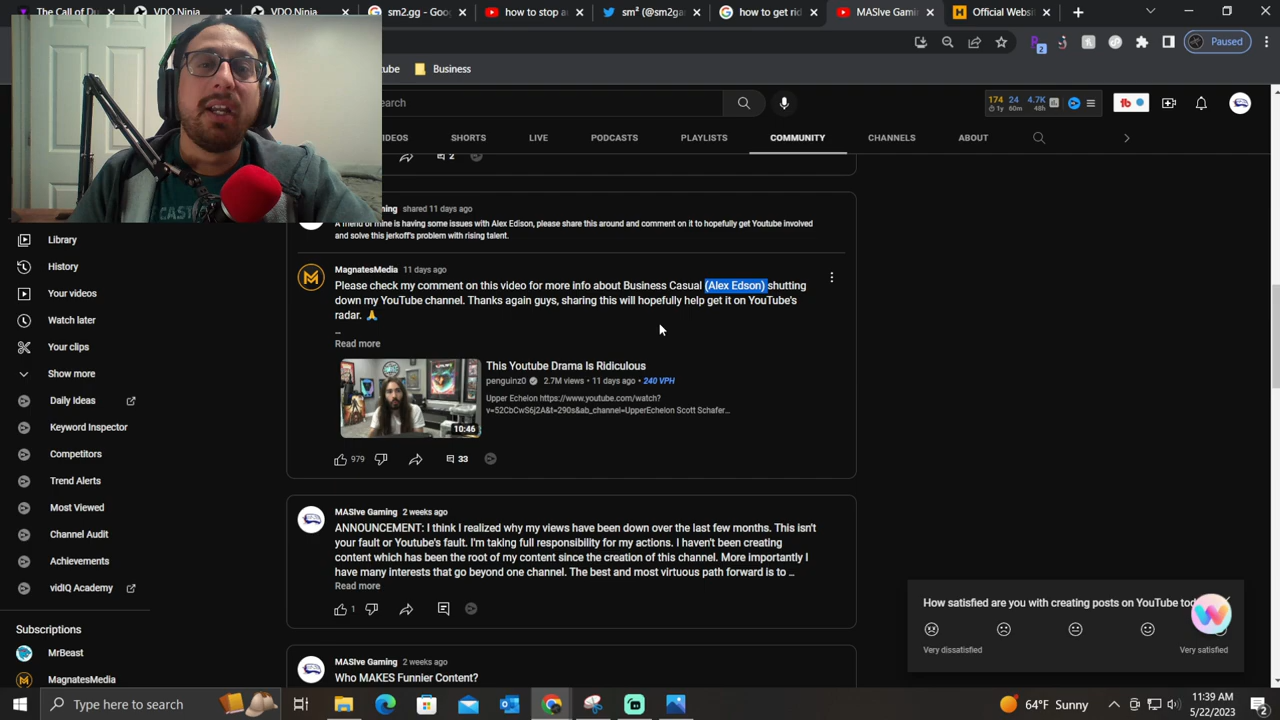 The Call of Du
VDO Ninja
VDO Ninja
sm2.gg - Goo
how to stop a
sm² (@sm2ga
how to get rid
MASIve Gami
Official Websi
Paused
ube
Business
earch
174 24 4.7K
1y 60m 48h
tb
DEOS
SHORTS
LIVE
PODCASTS
PLAYLISTS
COMMUNITY
CHANNELS
ABOUT
2
ming shared 11 days ago
A friend of mine is having some issues with Alex Edison, please share this around and comment on it to hopefully get Youtube involved
and solve this jerkoff's problem with rising talent.
MagnatesMedia 11 days ago
Please check my comment on this video for more info about Business Casual (Alex Edson) shutting
down my YouTube channel. Thanks again guys, sharing this will hopefully help get it on YouTube's
radar. 🙏
...
Read more
This Youtube Drama Is Ridiculous
penguinz0 2.7M views • 11 days ago • 240 VPH
Upper Echelon https://www.youtube.com/watch?
v=52CbCwS6j2A&t=290s&ab_channel=UpperEchelon Scott Schafer...
10:46
979
33
MASIve Gaming 2 weeks ago
ANNOUNCEMENT: I think I realized why my views have been down over the last few months. This isn't
your fault or Youtube's fault. I'm taking full responsibility for my actions. I haven't been creating
content which has been the root of my content since the creation of this channel. More importantly I
have many interests that go beyond one channel. The best and most virtuous path forward is to ...
Read more
1
MASIve Gaming 2 weeks ago
Who MAKES Funnier Content?
Library
History
Your videos
Watch later
Your clips
Show more
Daily Ideas
Keyword Inspector
Competitors
Trend Alerts
Most Viewed
Channel Audit
Achievements
vidIQ Academy
Subscriptions
MrBeast
MagnatesMedia
How satisfied are you with creating posts on YouTube tod
Very dissatisfied
Very satisfied
Type here to search
64°F Sunny
11:39 AM
5/22/2023
2